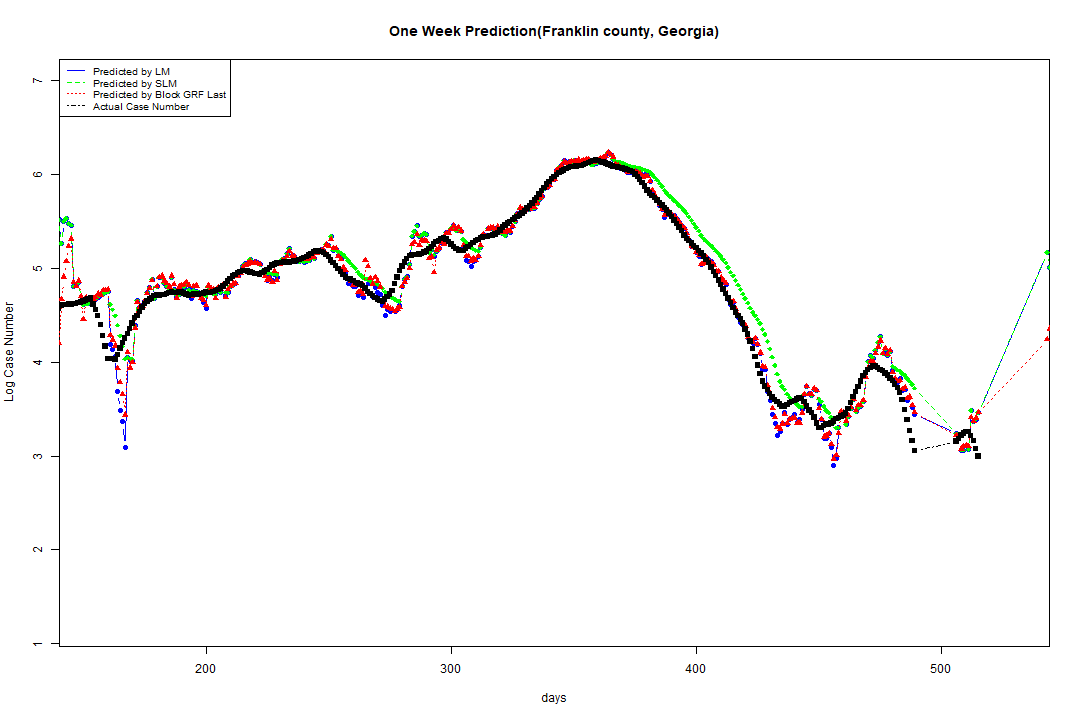 One Week Prediction(Franklin county, Georgia)
Predicted by LM
Predicted by SLM
Predicted by Block GRF Last
Actual Case Number
7
6
5
4
3
2
1
Log Case Number
200
300
400
500
days